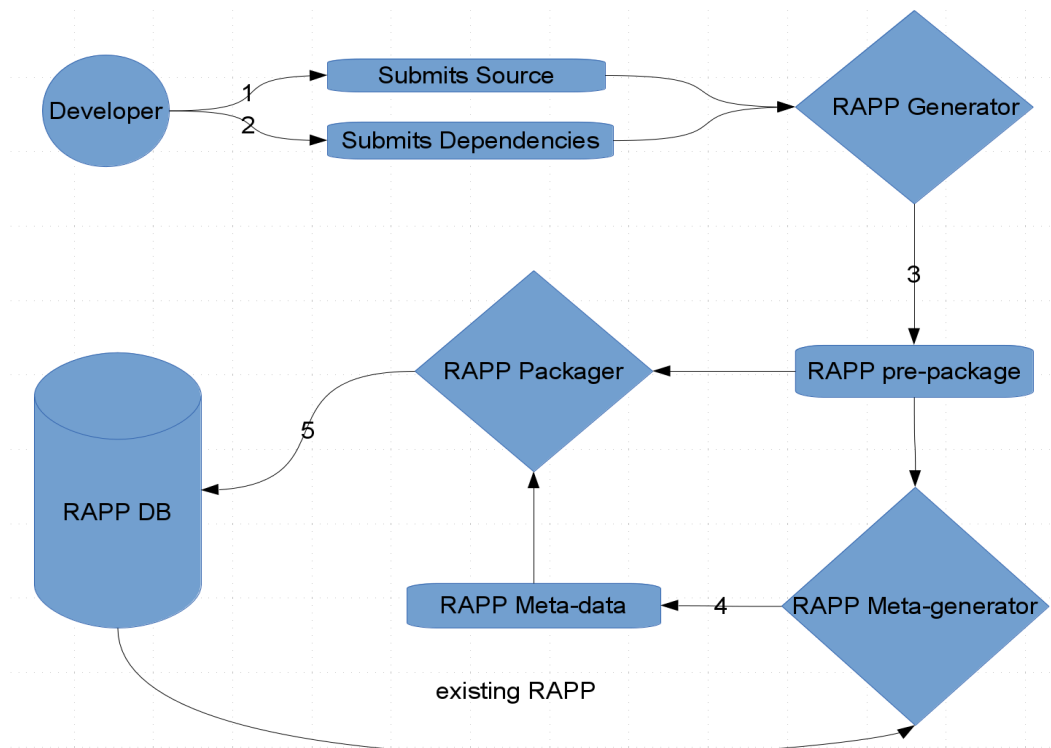 Developer
1
2
Submits Source
Submits Dependencies
RAPP Generator
3
RAPP pre-package
RAPP Packager
5
RAPP DB
RAPP Meta-data
4
RAPP Meta-generator
existing RAPP